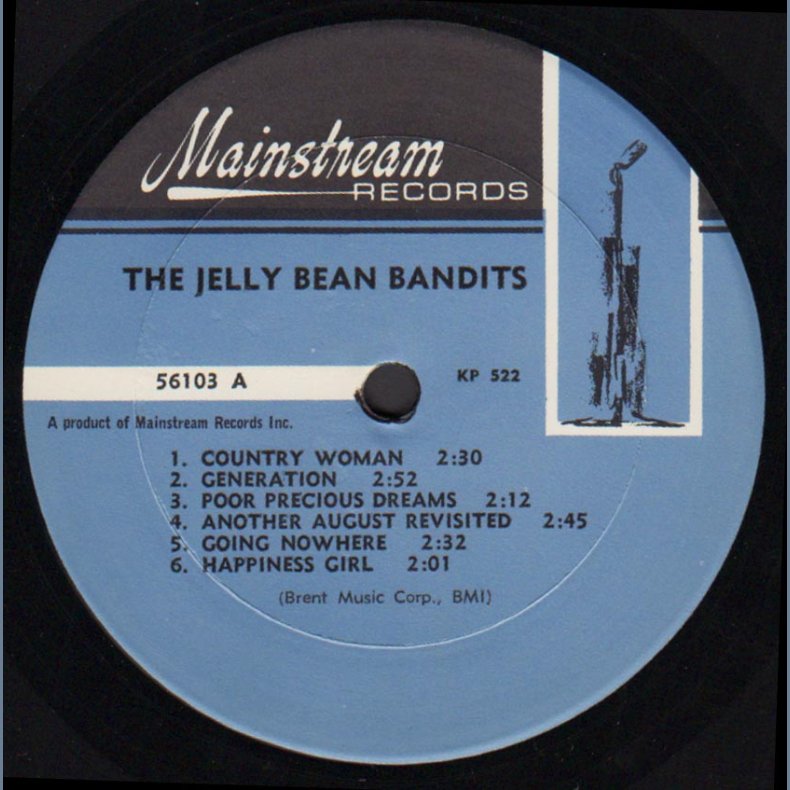 Mainstream
RECORDS
THE JELLY BEAN BANDITS
56103 A
KP 522
A product of Mainstream Records Inc.
1. COUNTRY WOMAN 2:30
2. GENERATION 2:52
3. POOR PRECIOUS DREAMS 2:12
4. ANOTHER AUGUST REVISITED 2:45
5. GOING NOWHERE 2:32
6. HAPPINESS GIRL 2:01
(Brent Music Corp., BMI)